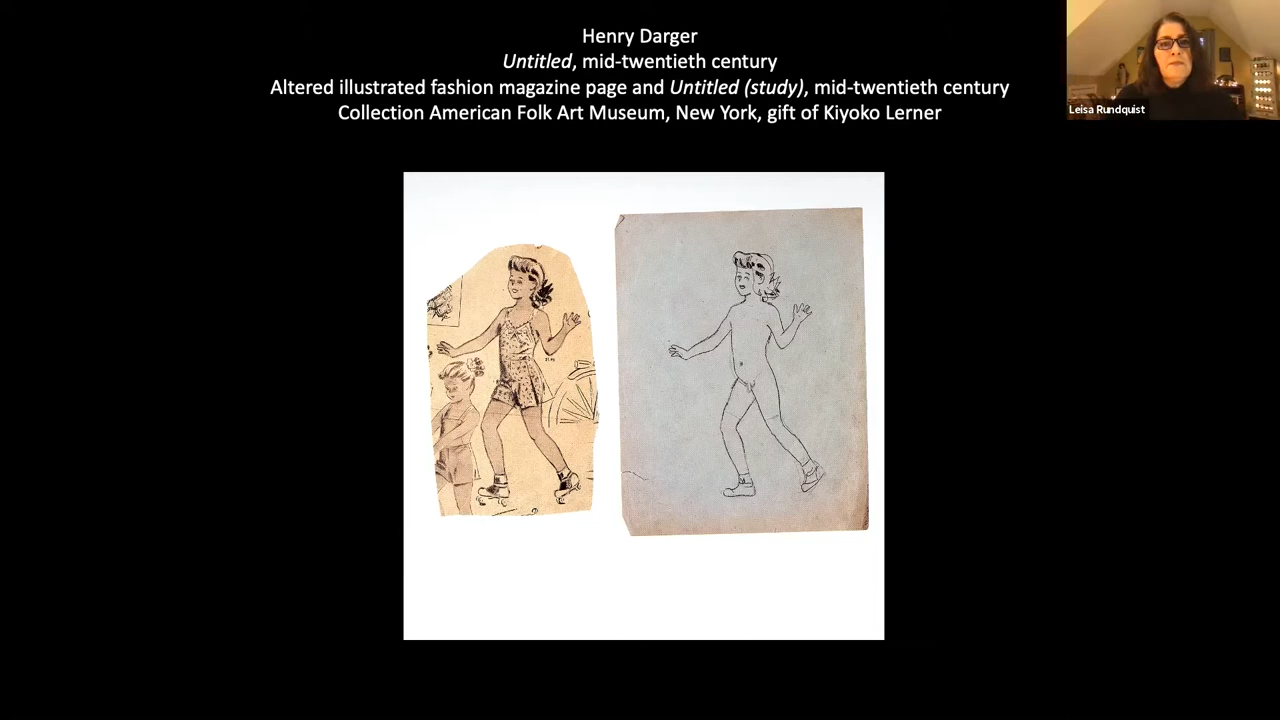 Henry Darger
Untitled, mid-twentieth century
Altered illustrated fashion magazine page and Untitled (study), mid-twentieth century
Collection American Folk Art Museum, New York, gift of Kiyoko Lerner
Leisa Rundquist